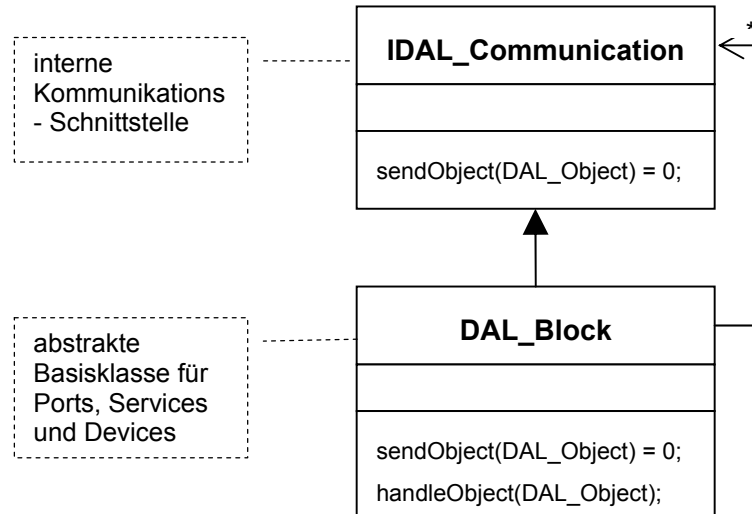 IDAL_Communication
*
interne
Kommunikations
- Schnittstelle
sendObject(DAL_Object) = 0;
DAL_Block
abstrakte
Basisklasse für
Ports, Services
und Devices
sendObject(DAL_Object) = 0;
handleObject(DAL_Object);